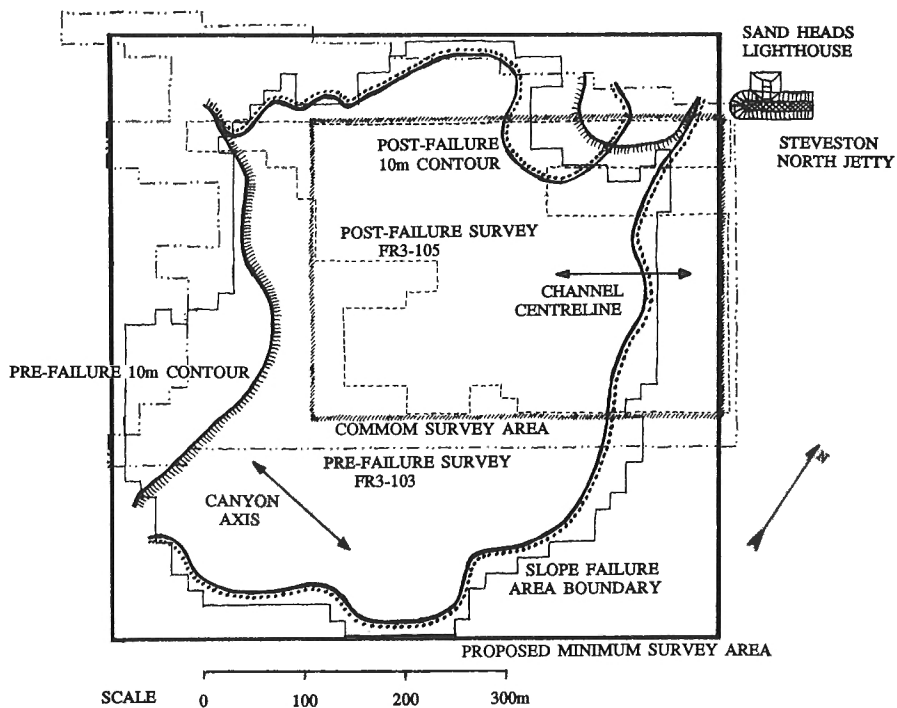 SAND HEADS
LIGHTHOUSE
STEVESTON
NORTH JETTY
POST-FAILURE
10m CONTOUR
POST-FAILURE SURVEY
FR3-105
CHANNEL
CENTRELINE
PRE-FAILURE 10m CONTOUR
COMMOM SURVEY AREA
PRE-FAILURE SURVEY
FR3-103
N
CANYON
AXIS
SLOPE FAILURE
AREA BOUNDARY
PROPOSED MINIMUM SURVEY AREA
SCALE 0 100 200 300m